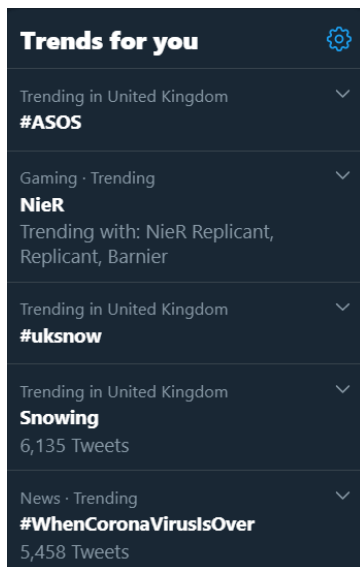 Trends for you
Trending in United Kingdom
#ASOS
Gaming · Trending
NieR
Trending with: NieR Replicant,
Replicant, Barnier
Trending in United Kingdom
#uksnow
Trending in United Kingdom
Snowing
6,135 Tweets
News · Trending
#WhenCoronaVirusIsOver
5,458 Tweets